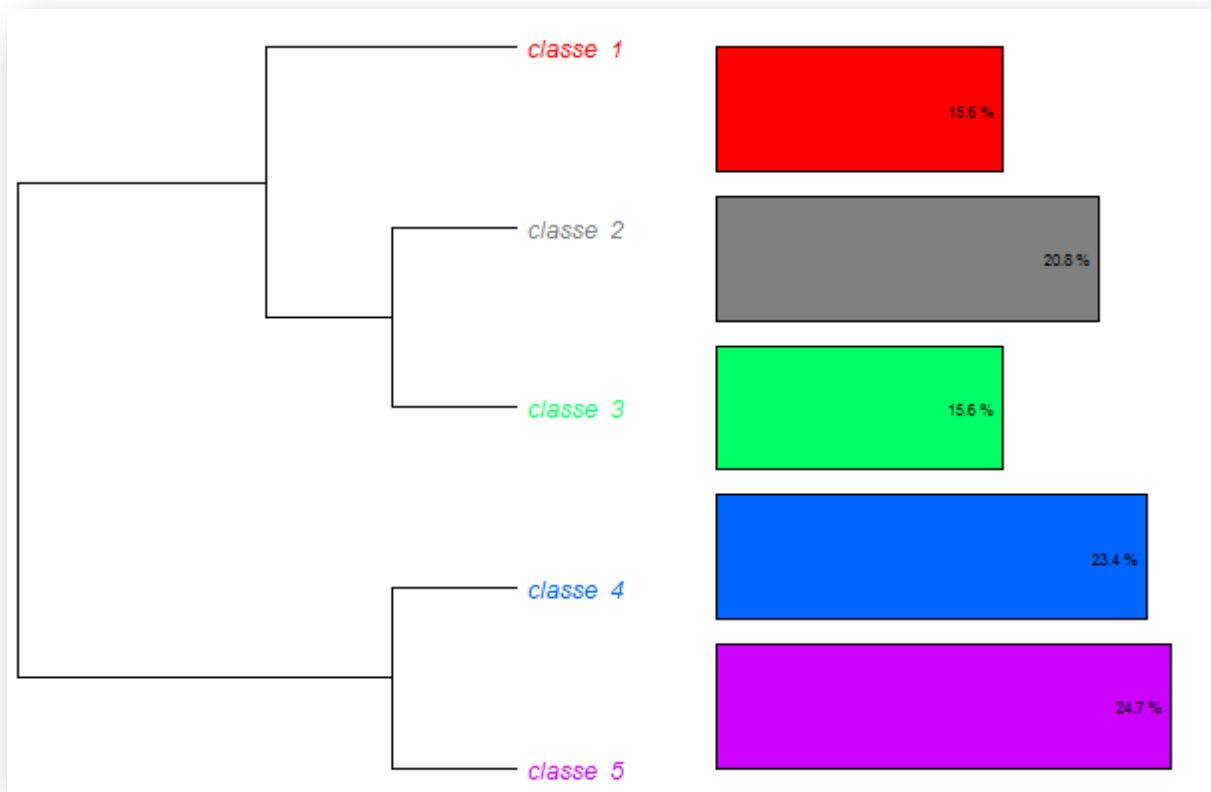 classe 1
15.6 %
classe 2
20.8 %
classe 3
15.6 %
classe 4
23.4 %
classe 5
24.7 %